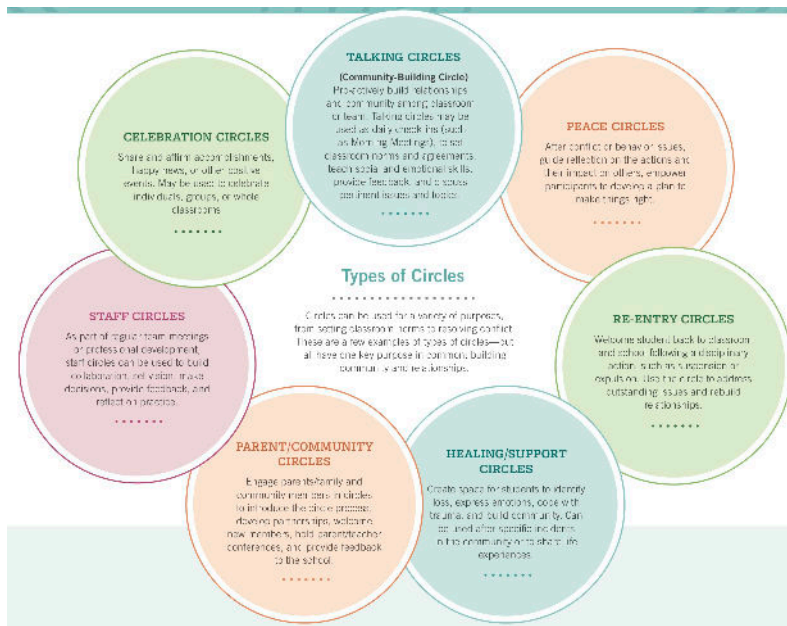 TALKING CIRCLES
(Community-Building Circle)
Pro-actively build relationships
and community among classroom
or team. Talking circles may be
used as daily check-ins (such
as Morning Meetings), to set
classroom norms and agreements,
teach social and emotional skills,
provide feedback, and discuss
pertinent issues and topics.
CELEBRATION CIRCLES
Share and affirm accomplishments,
happy news, or other positive
events. May be used to celebrate
individuals, groups, or whole
classrooms
PEACE CIRCLES
After conflict or behavior issues,
guide reflection on the actions and
their impact on others, empower
participants to develop a plan to
make things right.
Types of Circles
Circles can be used for a variety of purposes,
from setting classroom norms to resolving conflict.
These are a few examples of types of circles—but
all have one key purpose in common: building
community and relationships.
STAFF CIRCLES
As part of regular team meetings
or professional development,
staff circles can be used to build
collaboration, set vision, make
decisions, provide feedback, and
reflect on practice.
RE-ENTRY CIRCLES
Welcome student back to classroom
and school following a disciplinary
action, such as suspension or
expulsion. Use the circle to address
outstanding issues and rebuild
relationships.
PARENT/COMMUNITY
CIRCLES
Engage parents/family and
community members in circles
to introduce the circle process,
develop partnerships, welcome
new members, hold parent/teacher
conferences, and provide feedback
to the school.
HEALING/SUPPORT
CIRCLES
Create space for students to identify
loss, express emotions, cope with
trauma, and build community. Can
be used after specific incidents
in the community or to share life
experiences.